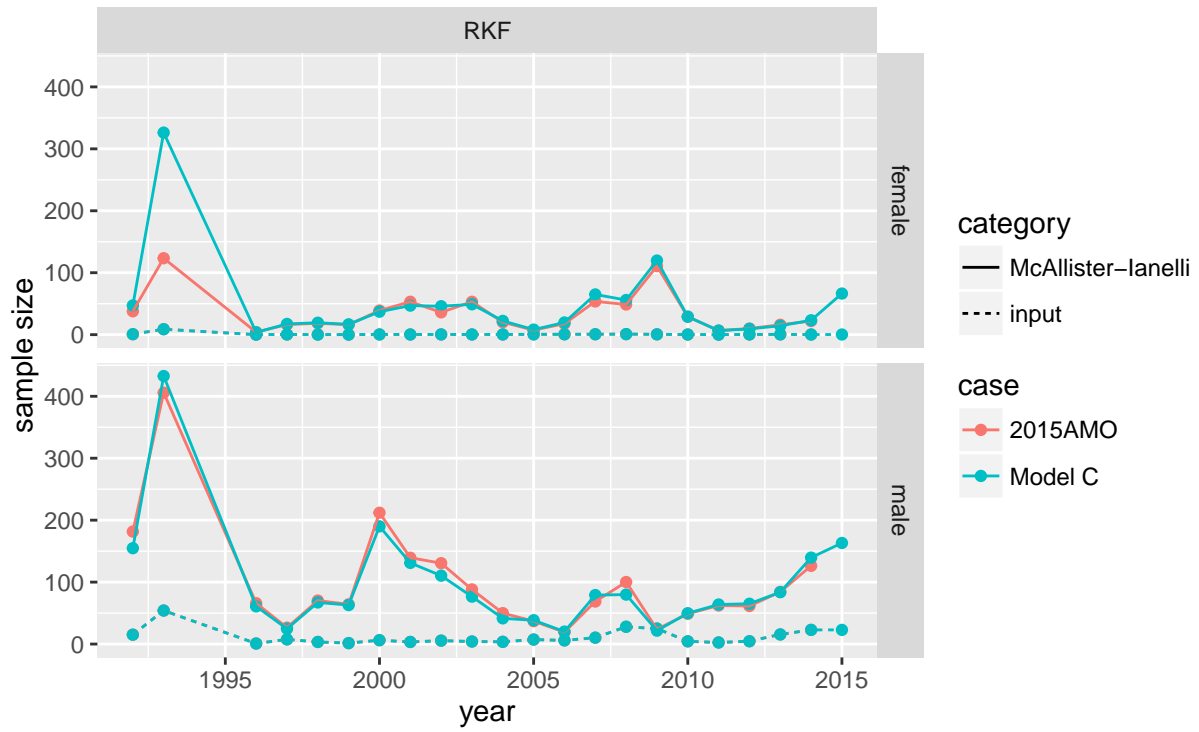 RKF
400
300
200
100
0
female
400
300
200
100
0
male
sample size
1995
2000
2005
2010
2015
year
category
McAllister−Ianelli
input
case
2015AMO
Model C